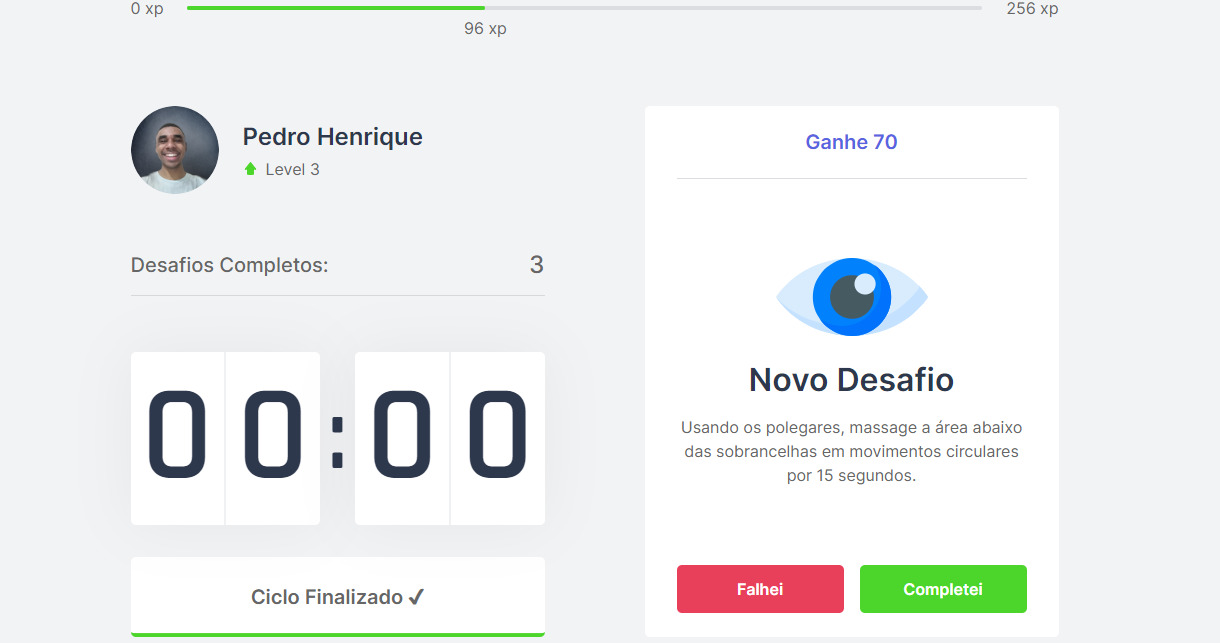 0 xp
256 xp
96 xp
Pedro Henrique
Level 3
Desafios Completos: 3
00:00
Ciclo Finalizado ✓
Ganhe 70
Novo Desafio
Usando os polegares, massage a área abaixo
das sobrancelhas em movimentos circulares
por 15 segundos.
Falhei
Completei